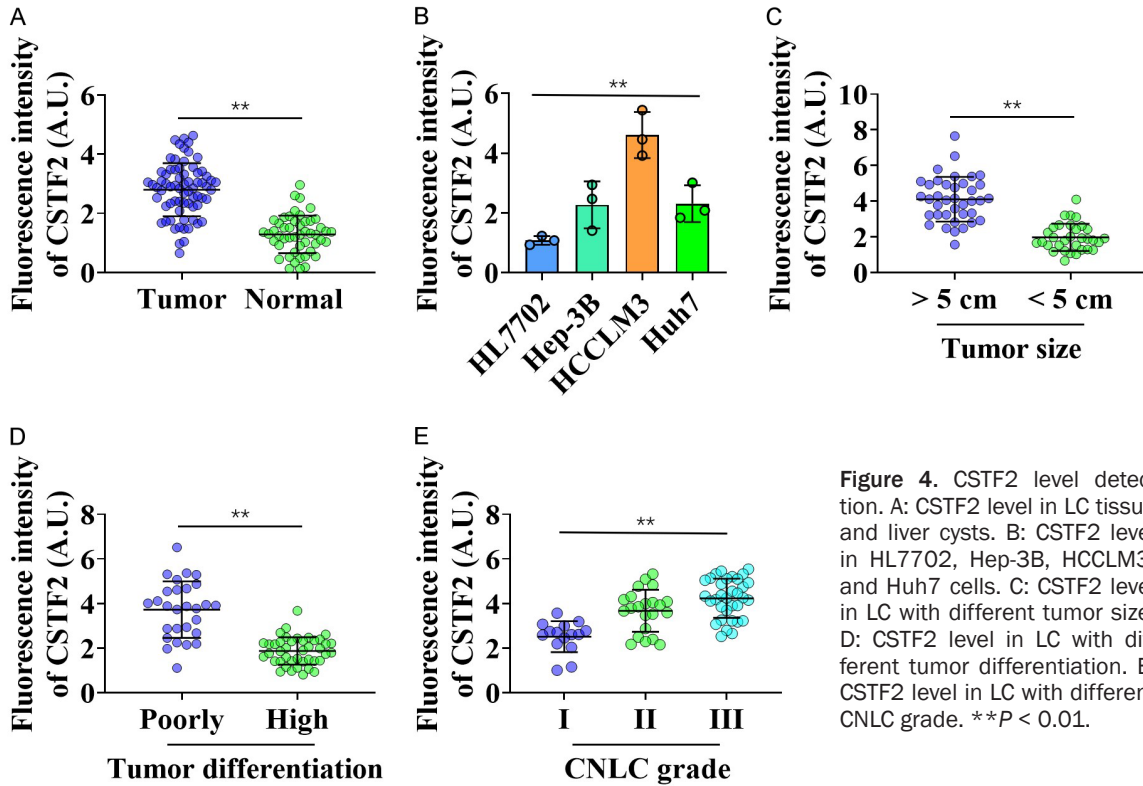 A
Fluorescence intensity
of CSTF2 (A.U.)
6
4
2
0
**
Tumor Normal
B
Fluorescence intensity
of CSTF2 (A.U.)
6
4
2
0
**
HL7702
Hep-3B
HCCLM3
Huh7
C
Fluorescence intensity
of CSTF2 (A.U.)
10
8
6
4
2
0
**
> 5 cm < 5 cm
Tumor size
D
Fluorescence intensity
of CSTF2 (A.U.)
8
6
4
2
0
**
Poorly High
Tumor differentiation
E
Fluorescence intensity
of CSTF2 (A.U.)
8
6
4
2
0
**
I II III
CNLC grade
Figure 4. CSTF2 level detec
tion. A: CSTF2 level in LC tissu
and liver cysts. B: CSTF2 leve
in HL7702, Hep-3B, HCCLM3
and Huh7 cells. C: CSTF2 leve
in LC with different tumor size
D: CSTF2 level in LC with di
ferent tumor differentiation. E
CSTF2 level in LC with differen
CNLC grade. **P < 0.01.